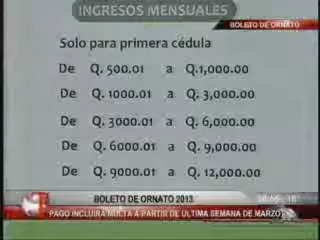 INGRESOS MENSUALES
BOLETO DE ORNATO
Solo para primera cédula
De Q. 500.01 a Q.1,000.00
De Q. 1000.01 a Q. 3,000.00
De Q. 3000.01 a Q. 6,000.00
De Q. 6000.01 a Q. 9,000.00
De Q. 9000.01 a Q. 12,000.00
BOLETO DE ORNATO 2013
PAGO INCLUIRÁ MULTA A PARTIR DE ÚLTIMA SEMANA DE MARZO